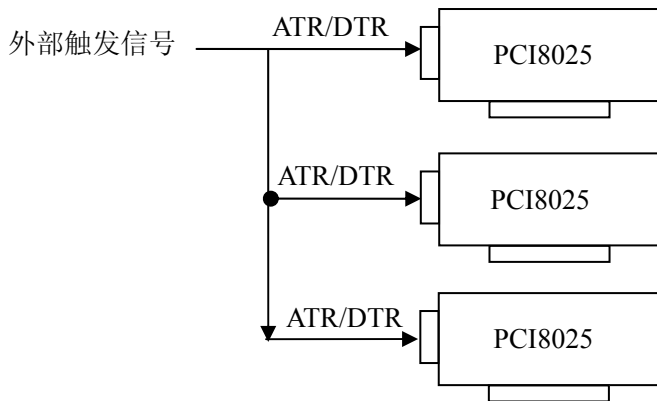 ATR/DTR
外部触发信号
PCI8025
ATR/DTR
PCI8025
ATR/DTR
PCI8025